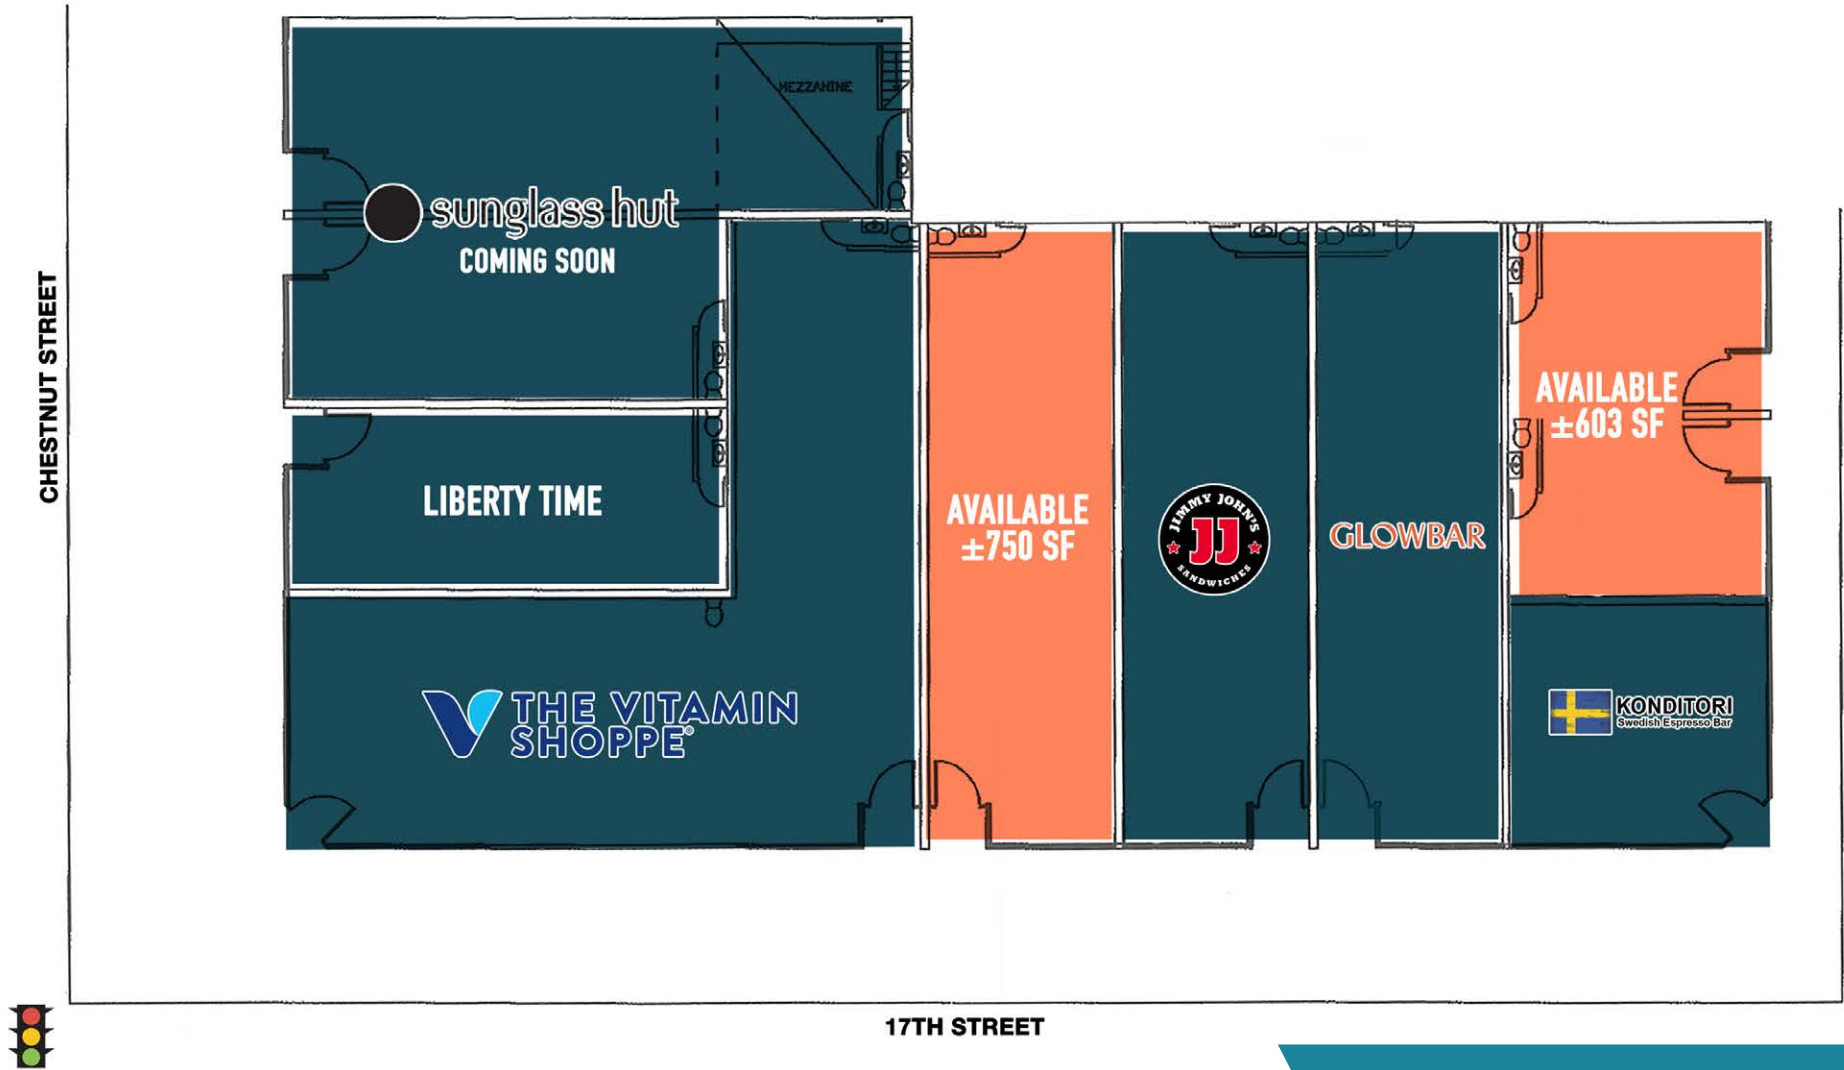 MEZZANINE
sunglass hut
COMING SOON
CHESTNUT STREET
LIBERTY TIME
THE VITAMIN
SHOPPE®
AVAILABLE
±750 SF
JIMMY JOHN'S
JJ
SANDWICHES
GLOWBAR
AVAILABLE
±603 SF
KONDITORI
Swedish Espresso Bar
17TH STREET